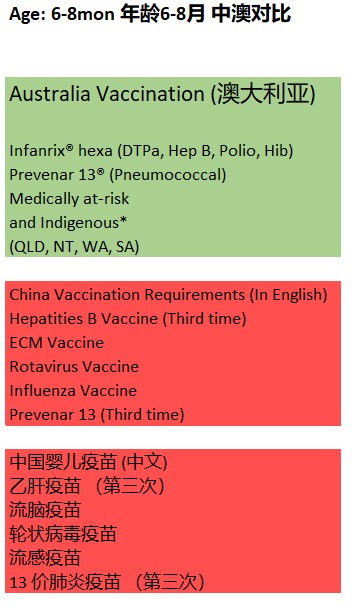 Age: 6-8mon 年龄6-8月 中澳对比
Australia Vaccination (澳大利亚)
Infanrix® hexa (DTPa, Hep B, Polio, Hib)
Prevenar 13® (Pneumococcal)
Medically at-risk
and Indigenous*
(QLD, NT, WA, SA)
China Vaccination Requirements (In English)
Hepatities B Vaccine (Third time)
ECM Vaccine
Rotavirus Vaccine
Influenza Vaccine
Prevenar 13 (Third time)
中国婴儿疫苗 (中文)
乙肝疫苗 （第三次）
流脑疫苗
轮状病毒疫苗
流感疫苗
13 价肺炎疫苗 （第三次）